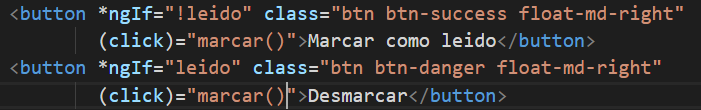 <button *ngIf="!leido" class="btn btn-success float-md-right"
(click)="marcar()">Marcar como leido</button>
<button *ngIf="leido" class="btn btn-danger float-md-right"
(click)="marcar()">Desmarcar</button>